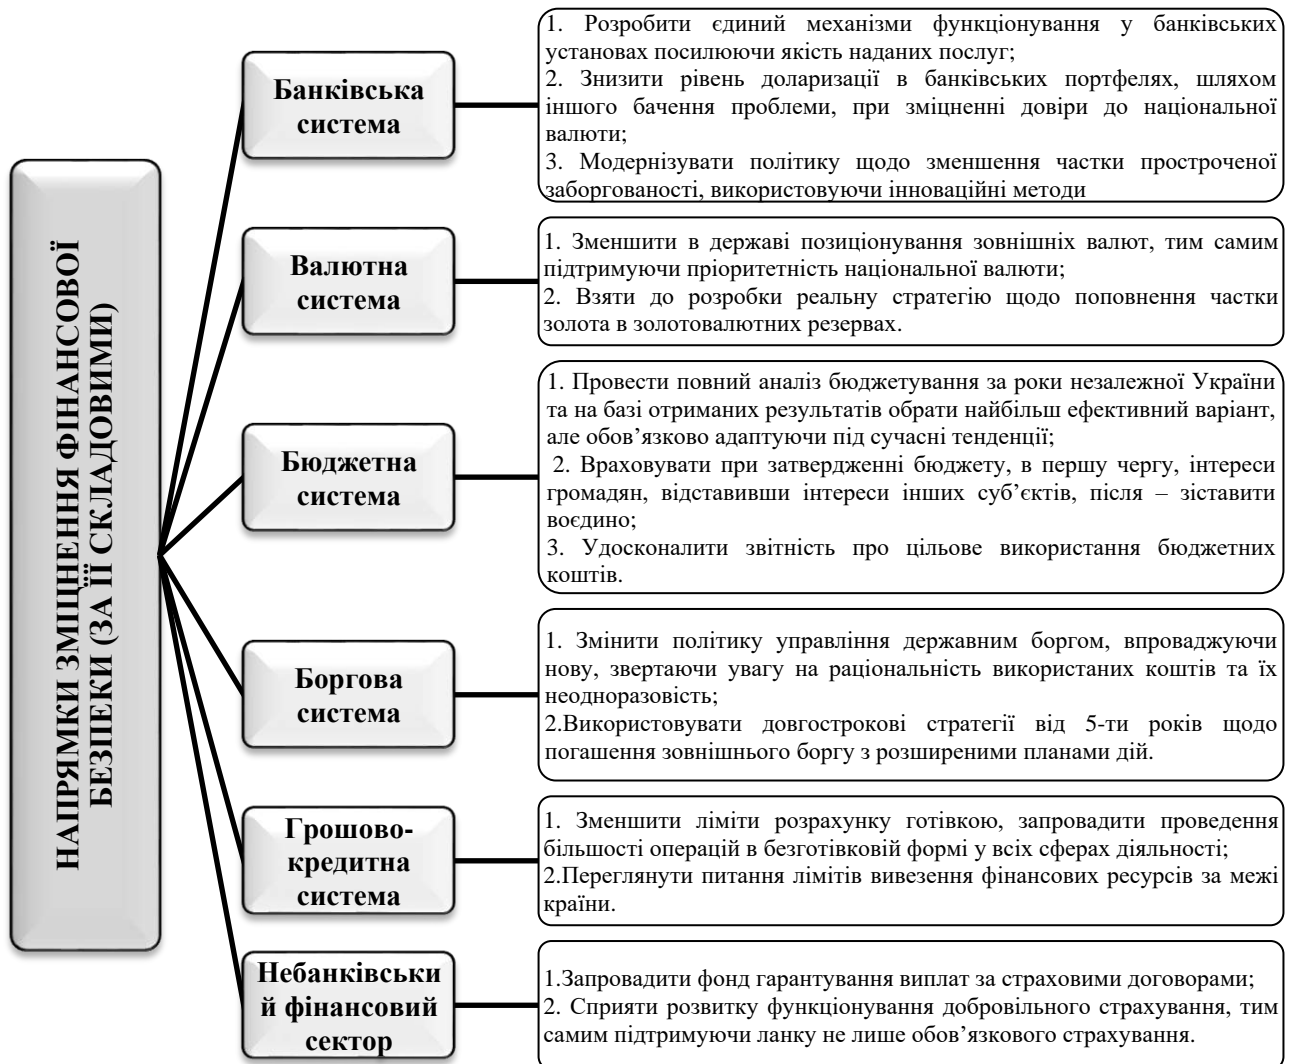 НАПРЯМКИ ЗМІЦНЕННЯ ФІНАНСОВОЇ
БЕЗПЕКИ (ЗА ЇЇ СКЛАДОВИМИ)
Банківська
система
1. Розробити єдиний механізми функціонування у банківських
установах посилюючи якість наданих послуг;
2. Знизити рівень доларизації в банківських портфелях, шляхом
іншого бачення проблеми, при зміцненні довіри до національної
валюти;
3. Модернізувати політику щодо зменшення частки простроченої
заборгованості, використовуючи інноваційні методи
Валютна
система
1. Зменшити в державі позиціонування зовнішніх валют, тим самим
підтримуючи пріоритетність національної валюти;
2. Взяти до розробки реальну стратегію щодо поповнення частки
золота в золотовалютних резервах.
Бюджетна
система
1. Провести повний аналіз бюджетування за роки незалежної України
та на базі отриманих результатів обрати найбільш ефективний варіант,
але обов’язково адаптуючи під сучасні тенденції;
2. Враховувати при затвердженні бюджету, в першу чергу, інтереси
громадян, відставивши інтереси інших суб’єктів, після – зіставити
воєдино;
3. Удосконалити звітність про цільове використання бюджетних
коштів.
Боргова
система
1. Змінити політику управління державним боргом, впроваджуючи
нову, звертаючи увагу на раціональність використаних коштів та їх
неодноразовість;
2.Використовувати довгострокові стратегії від 5-ти років щодо
погашення зовнішнього боргу з розширеними планами дій.
Грошово-
кредитна
система
1. Зменшити ліміти розрахунку готівкою, запровадити проведення
більшості операцій в безготівковій формі у всіх сферах діяльності;
2.Переглянути питання лімітів вивезення фінансових ресурсів за межі
країни.
Небанківськи
й фінансовий
сектор
1.Запровадити фонд гарантування виплат за страховими договорами;
2. Сприяти розвитку функціонування добровільного страхування, тим
самим підтримуючи ланку не лише обов’язкового страхування.